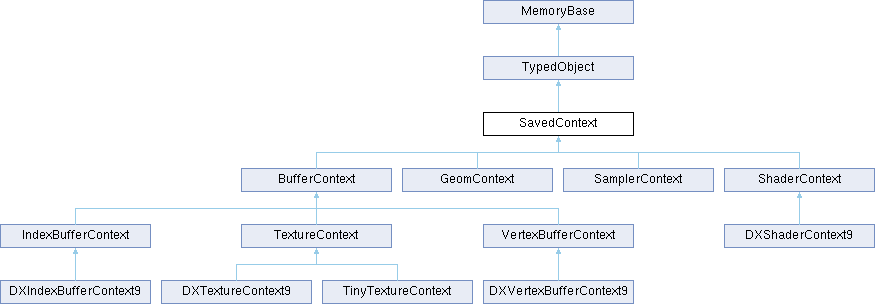 MemoryBase
TypedObject
SavedContext
BufferContext
GeomContext
SamplerContext
ShaderContext
IndexBufferContext
TextureContext
VertexBufferContext
DXShaderContext9
DXIndexBufferContext9
DXTextureContext9
TinyTextureContext
DXVertexBufferContext9